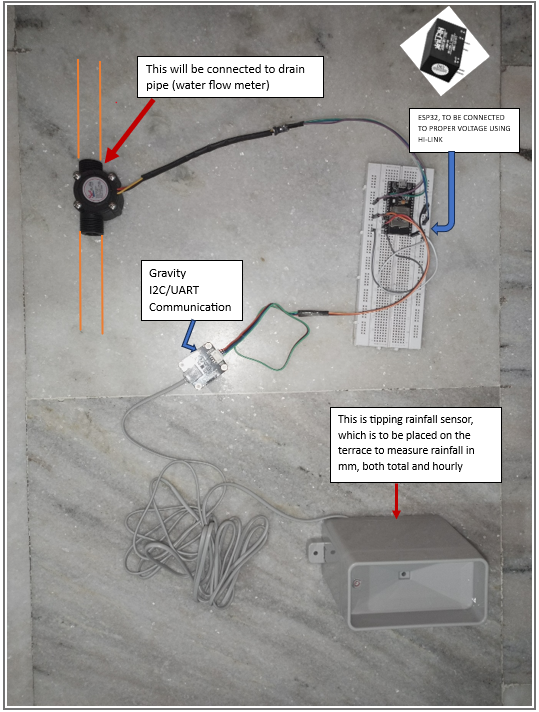 This will be connected to drain
pipe (water flow meter)
ESP32, TO BE CONNECTED
TO PROPER VOLTAGE USING
HI-LINK
Gravity
I2C/UART
Communication
This is tipping rainfall sensor,
which is to be placed on the
terrace to measure rainfall in
mm, both total and hourly